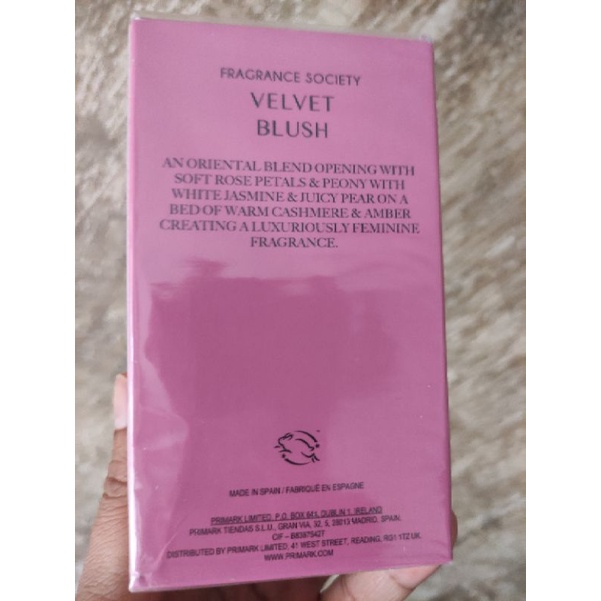 FRAGRANCE SOCIETY
VELVET
BLUSH
AN ORIENTAL BLEND OPENING WITH
SOFT ROSE PETALS & PEONY WITH
WHITE JASMINE & JUICY PEAR ON A
BED OF WARM CASHMERE & AMBER
CREATING A LUXURIOUSLY FEMININE
FRAGRANCE.
MADE IN SPAIN / FABRIQUÉ EN ESPAGNE
PRIMARK LIMITED, P.O. BOX 644, DUBLIN 1, IRELAND
PRIMARK TIENDAS S.L.U., GRAN VIA, 32, 5, 28013 MADRID, SPAIN,
CIF –
DISTRIBUTED BY PRIMARK LIMITED, 41 WEST STREET, READING, RG1 1TZ UK.
WWW.PRIMARK.COM